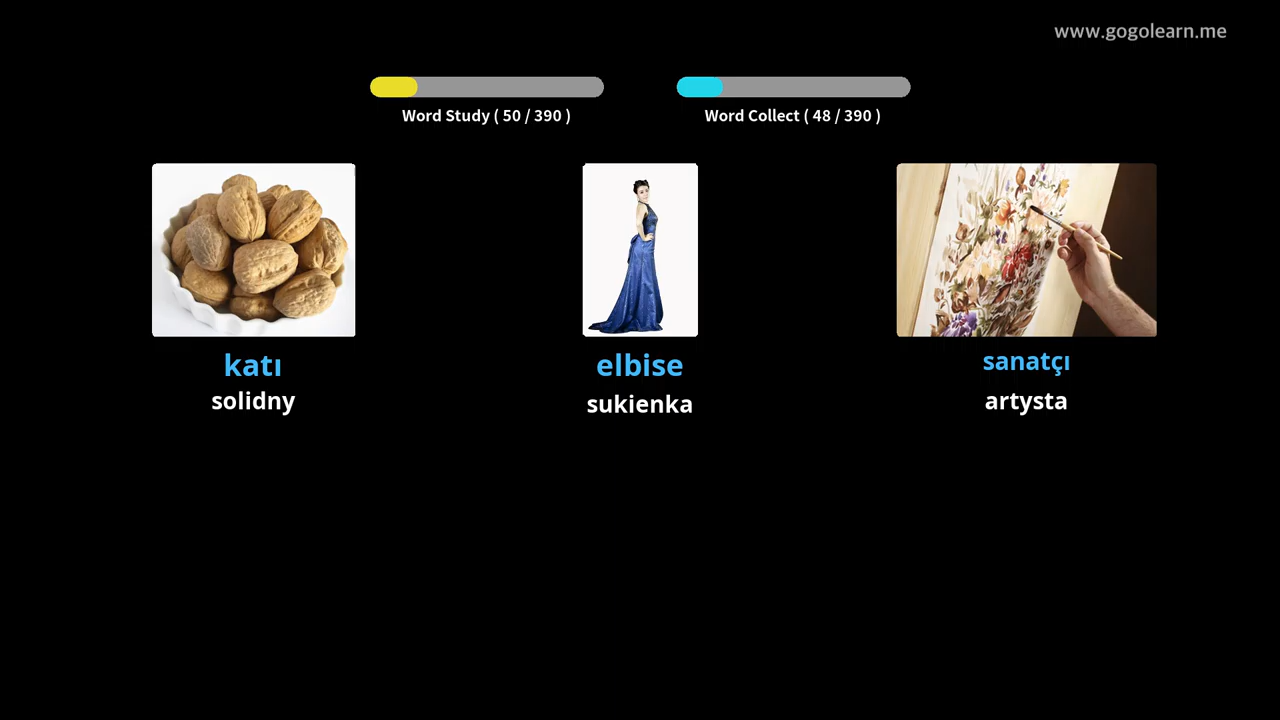 www.gogolearn.me
Word Study ( 50 / 390 )
Word Collect ( 48 / 390 )
katı
solidny
elbise
sukienka
sanatçı
artysta